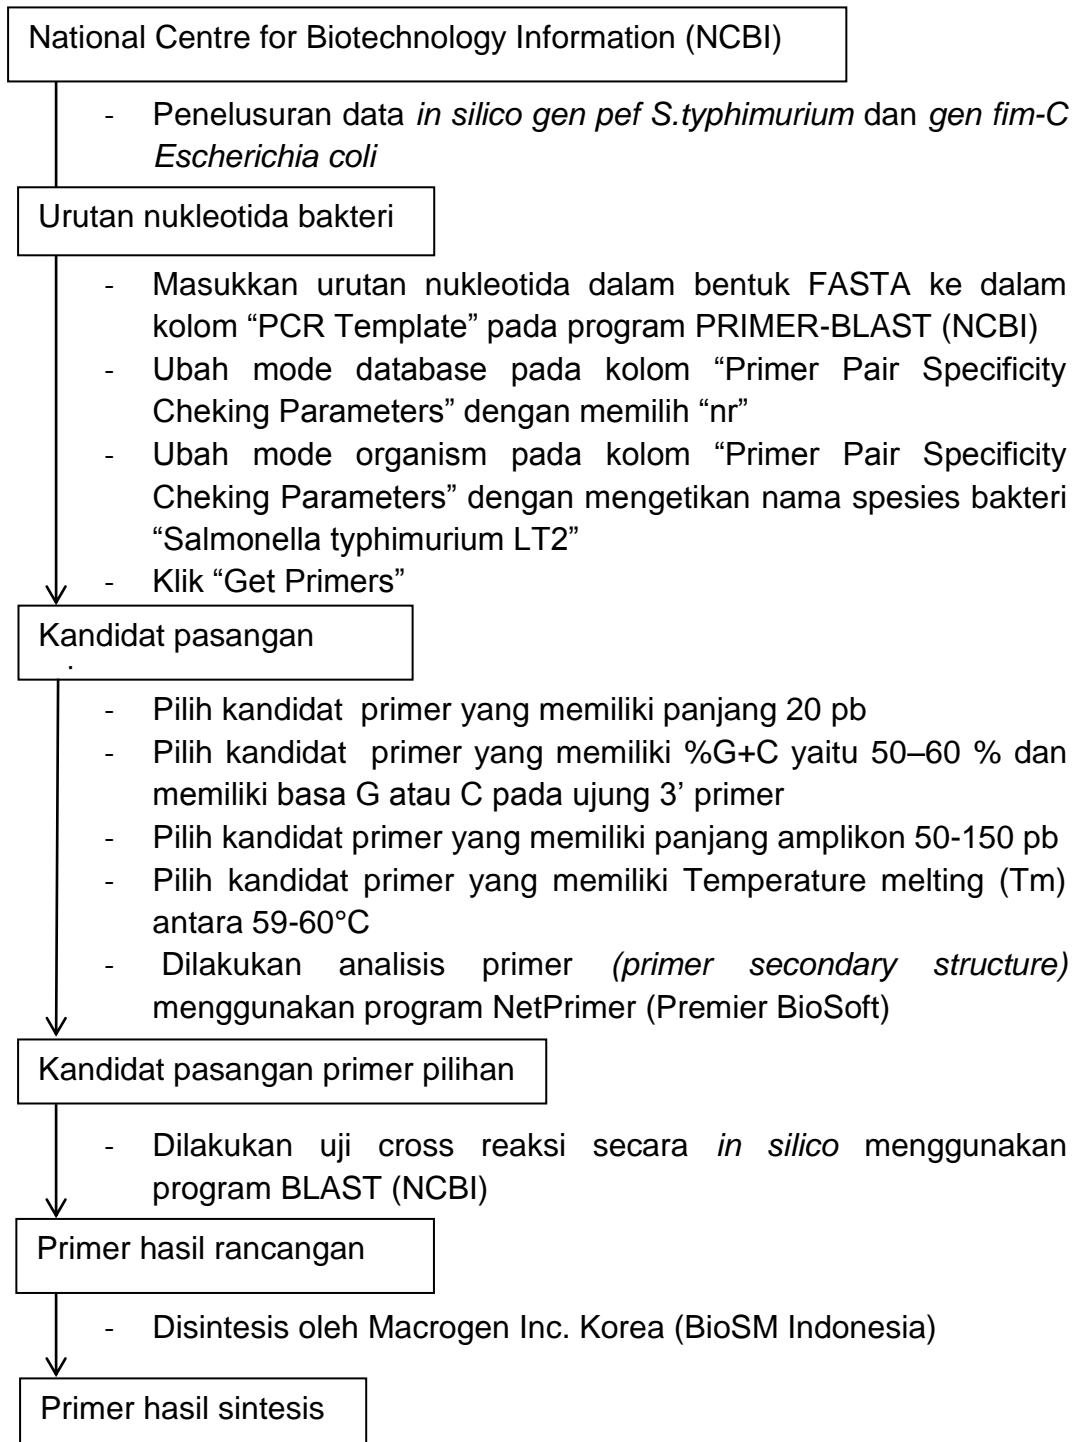 National Centre for Biotechnology Information (NCBI)
- Penelusuran data in silico gen pef S.typhimurium dan gen fim-C
Escherichia coli
Urutan nukleotida bakteri
- Masukkan urutan nukleotida dalam bentuk FASTA ke dalam
kolom “PCR Template” pada program PRIMER-BLAST (NCBI)
- Ubah mode database pada kolom “Primer Pair Specificity
Cheking Parameters” dengan memilih “nr”
- Ubah mode organism pada kolom “Primer Pair Specificity
Cheking Parameters” dengan mengetikan nama spesies bakteri
“Salmonella typhimurium LT2”
- Klik “Get Primers”
Kandidat pasangan
- Pilih kandidat primer yang memiliki panjang 20 pb
- Pilih kandidat primer yang memiliki %G+C yaitu 50–60 % dan
memiliki basa G atau C pada ujung 3’ primer
- Pilih kandidat primer yang memiliki panjang amplikon 50-150 pb
- Pilih kandidat primer yang memiliki Temperature melting (Tm)
antara 59-60°C
- Dilakukan analisis primer (primer secondary structure)
menggunakan program NetPrimer (Premier BioSoft)
Kandidat pasangan primer pilihan
- Dilakukan uji cross reaksi secara in silico menggunakan
program BLAST (NCBI)
Primer hasil rancangan
- Disintesis oleh Macrogen Inc. Korea (BioSM Indonesia)
Primer hasil sintesis